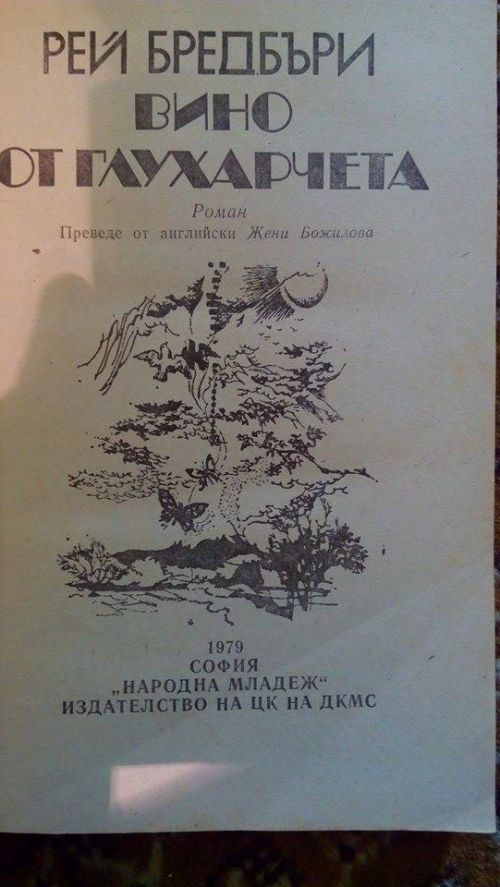 РЕЙ БРЕДБЪРИ
ВИНО
ОТ ГЛУХАРЧЕТА
Роман
Преведе от английски Жени Божилова
1979
СОФИЯ
„НАРОДНА МЛАДЕЖ“
ИЗДАТЕЛСТВО НА ЦК НА ДКМС